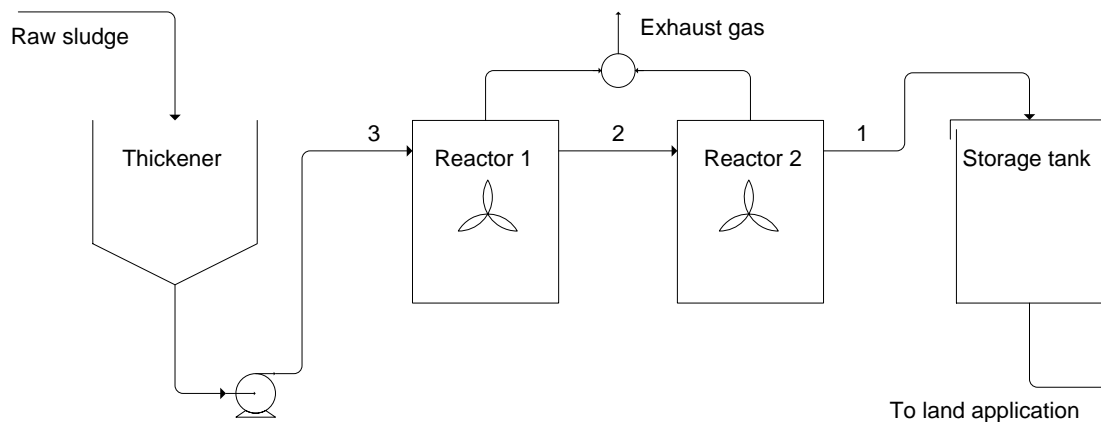 Raw sludge
Exhaust gas
Thickener
3
Reactor 1
2
Reactor 2
1
Storage tank
To land application